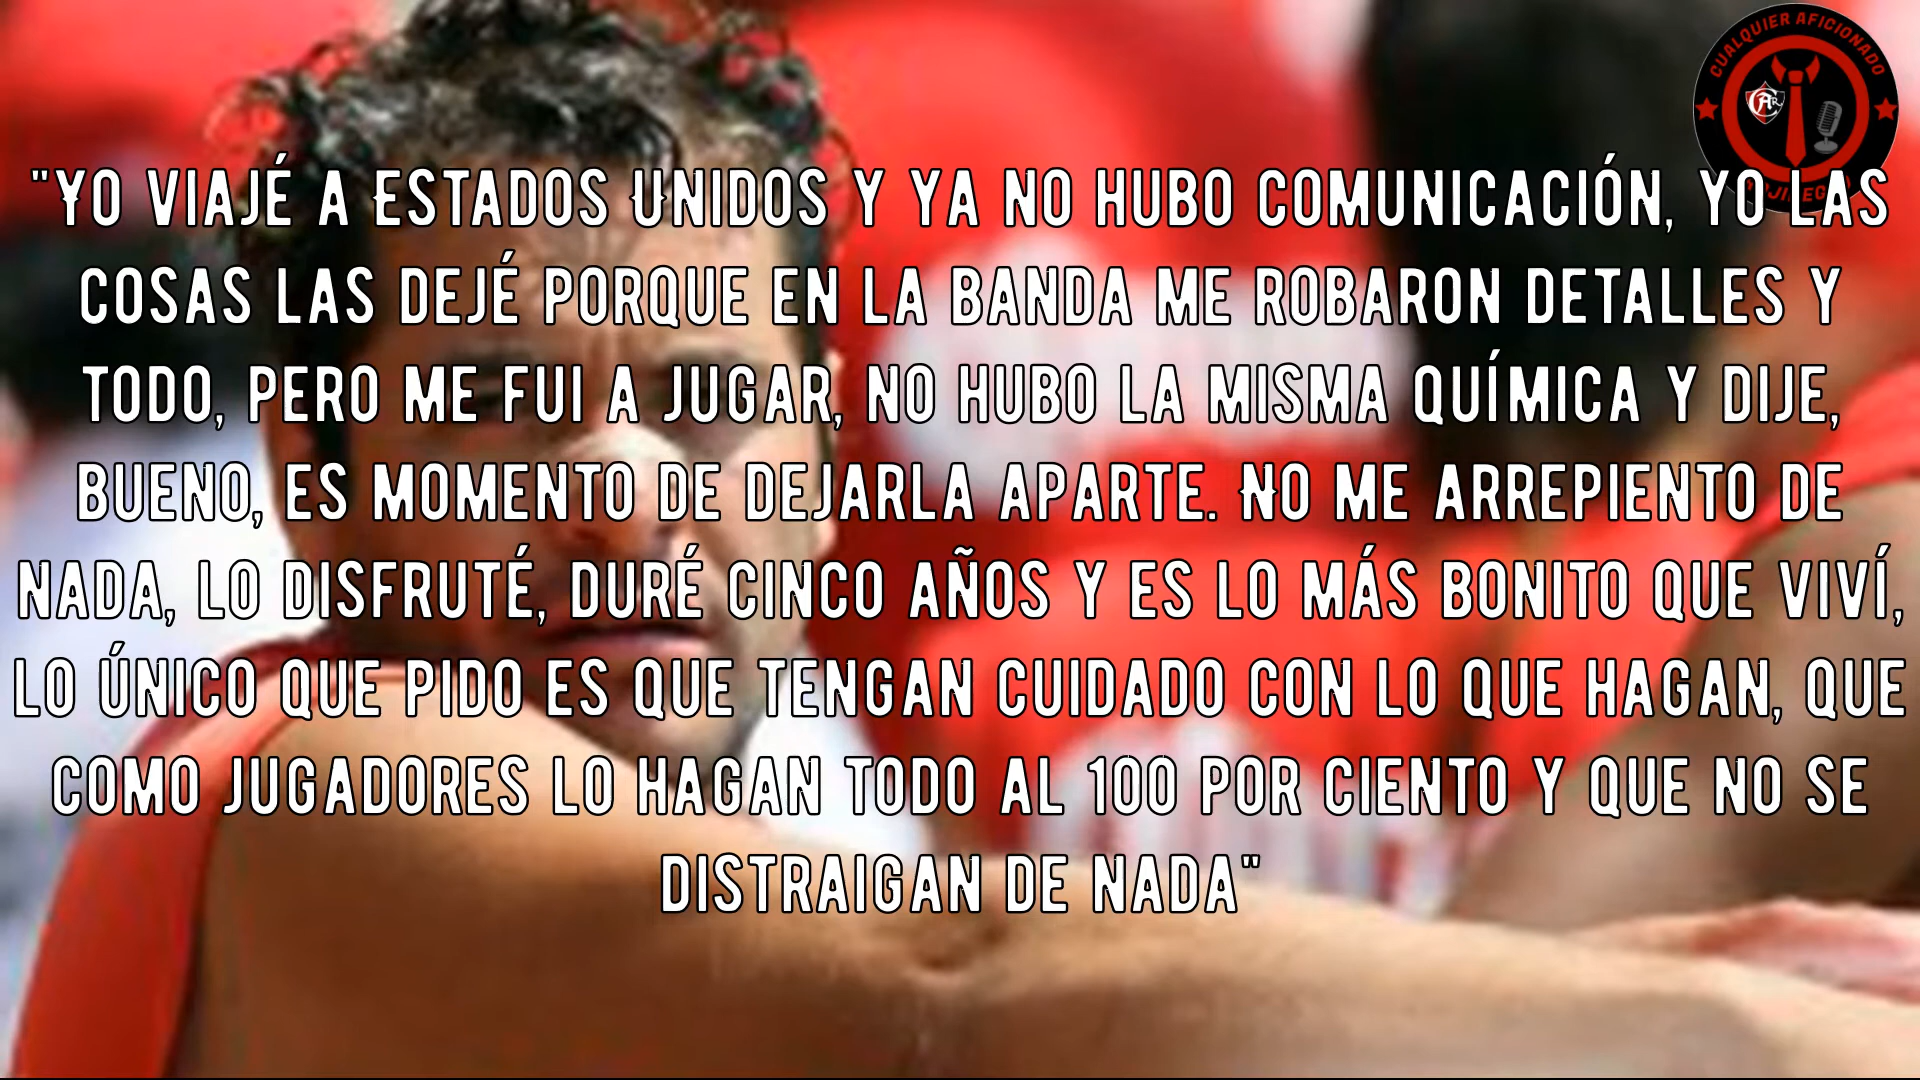 CUALQUIER AFICIONADO
"YO VIAJÉ A ESTADOS UNIDOS Y YA NO HUBO COMUNICACIÓN, YO LAS
COSAS LAS DEJÉ PORQUE EN LA BANDA ME ROBARON DETALLES Y
TODO, PERO ME FUI A JUGAR, NO HUBO LA MISMA QUÍMICA Y DIJE,
BUENO, ES MOMENTO DE DEJARLA APARTE. NO ME ARREPIENTO DE
NADA, LO DISFRUTÉ, DURÉ CINCO AÑOS Y ES LO MÁS BONITO QUE VIVÍ,
LO ÚNICO QUE PIDO ES QUE TENGAN CUIDADO CON LO QUE HAGAN, QUE
COMO JUGADORES LO HAGAN TODO AL 100 POR CIENTO Y QUE NO SE
DISTRAIGAN DE NADA"